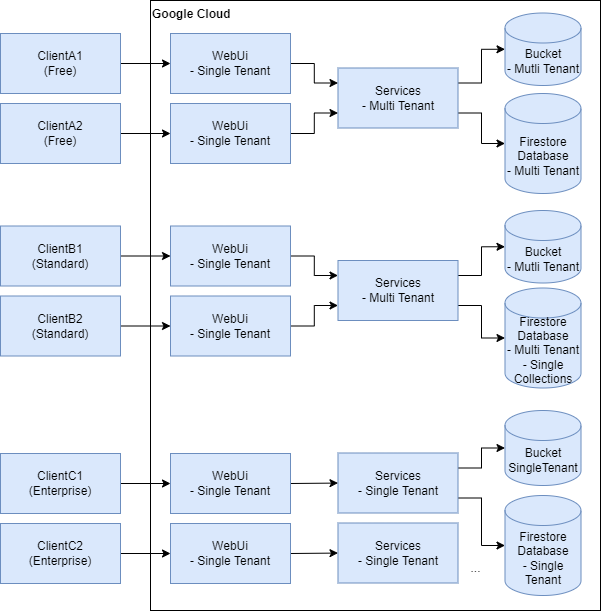 Google Cloud
ClientA1
(Free)
WebUi
- Single Tenant
Bucket
- Mutli Tenant
Services
- Multi Tenant
ClientA2
(Free)
WebUi
- Single Tenant
Firestore
Database
- Multi Tenant
ClientB1
(Standard)
WebUi
- Single Tenant
Bucket
- Mutli Tenant
Services
- Multi Tenant
ClientB2
(Standard)
WebUi
- Single Tenant
Firestore
Database
- Multi Tenant
- Single
Collections
Bucket
SingleTenant
ClientC1
(Enterprise)
WebUi
- Single Tenant
Services
- Single Tenant
ClientC2
(Enterprise)
WebUi
- Single Tenant
Services
- Single Tenant
...
Firestore
Database
- Single
Tenant